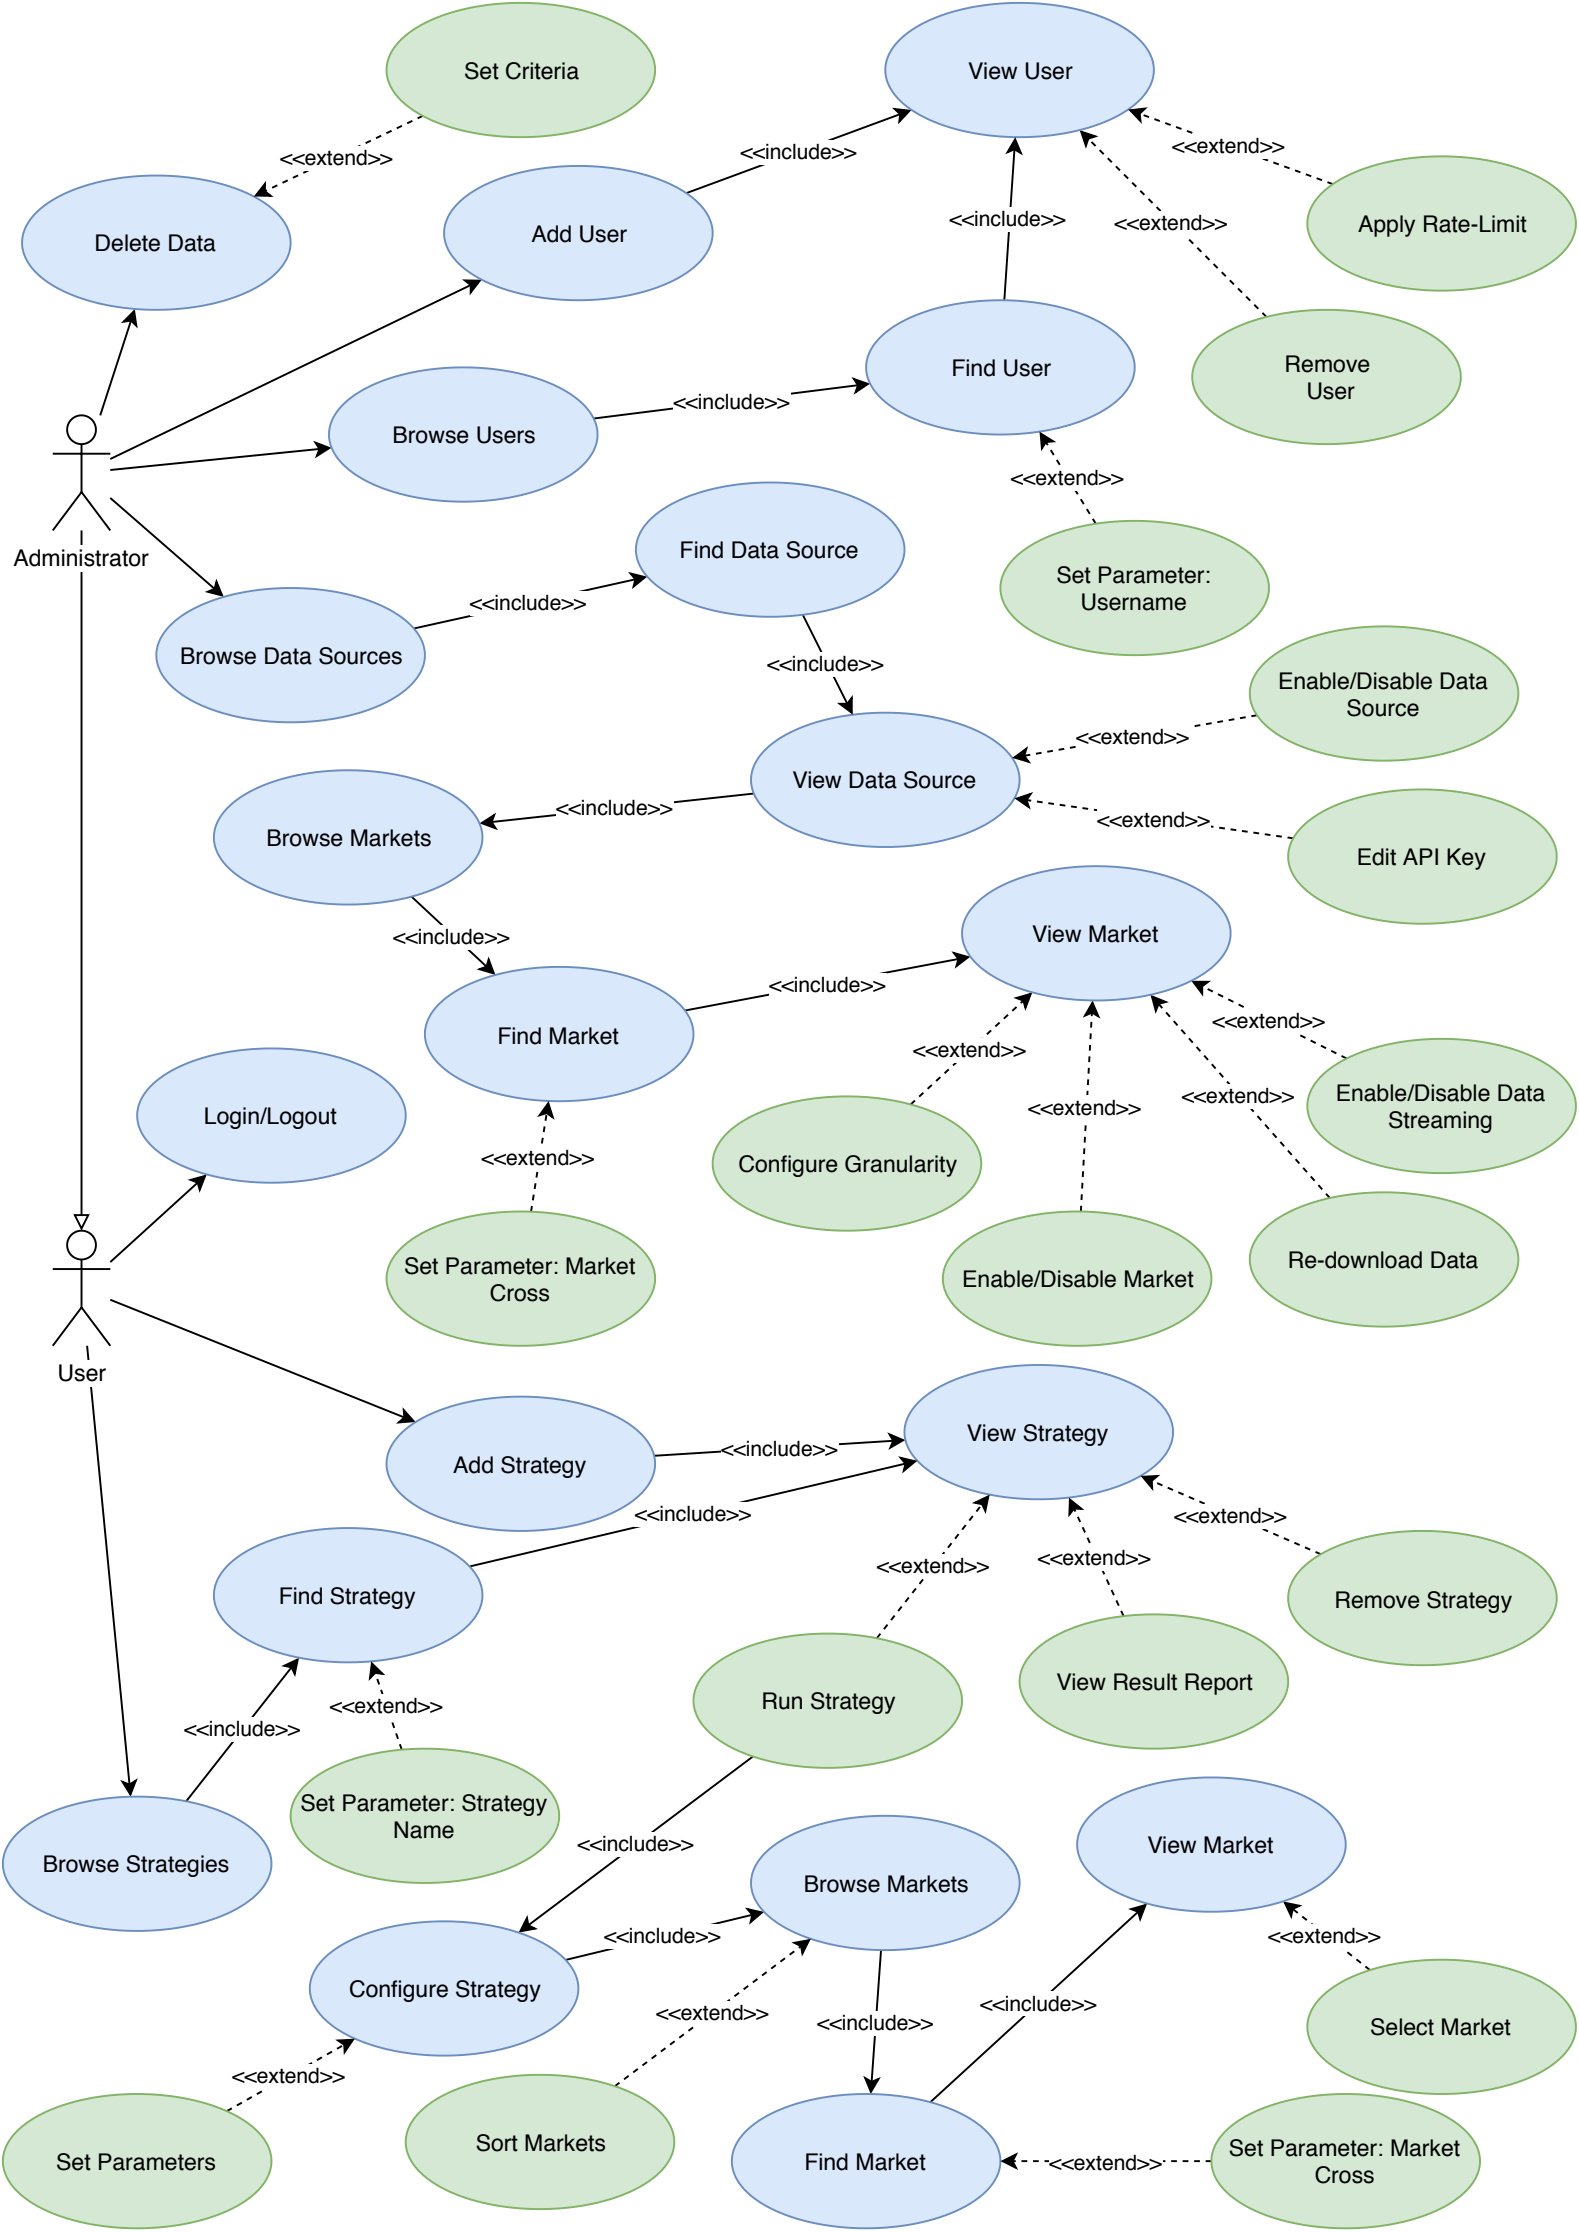 Set Criteria
View User
<<extend>>
<<include>>
<<extend>>
Delete Data
Add User
<<include>>
<<extend>>
Apply Rate-Limit
Browse Users
<<include>>
Find User
Remove
User
<<extend>>
Administrator
Find Data Source
Set Parameter:
Username
<<include>>
Browse Data Sources
<<include>>
Enable/Disable Data
Source
<<extend>>
View Data Source
<<include>>
Browse Markets
<<extend>>
Edit API Key
<<include>>
View Market
<<include>>
Find Market
<<extend>>
<<extend>>
<<extend>>
<<extend>>
Enable/Disable Data
Streaming
Login/Logout
<<extend>>
Configure Granularity
Set Parameter: Market
Cross
Enable/Disable Market
Re-download Data
User
Add Strategy
<<include>>
View Strategy
<<include>>
<<extend>>
<<extend>>
<<extend>>
Find Strategy
Remove Strategy
<<include>>
<<extend>>
Run Strategy
View Result Report
Set Parameter: Strategy
Name
Browse Strategies
<<include>>
Browse Markets
View Market
<<include>>
<<extend>>
Configure Strategy
<<extend>>
<<include>>
<<include>>
Select Market
<<extend>>
Set Parameters
Sort Markets
Find Market
<<extend>>
Set Parameter: Market
Cross